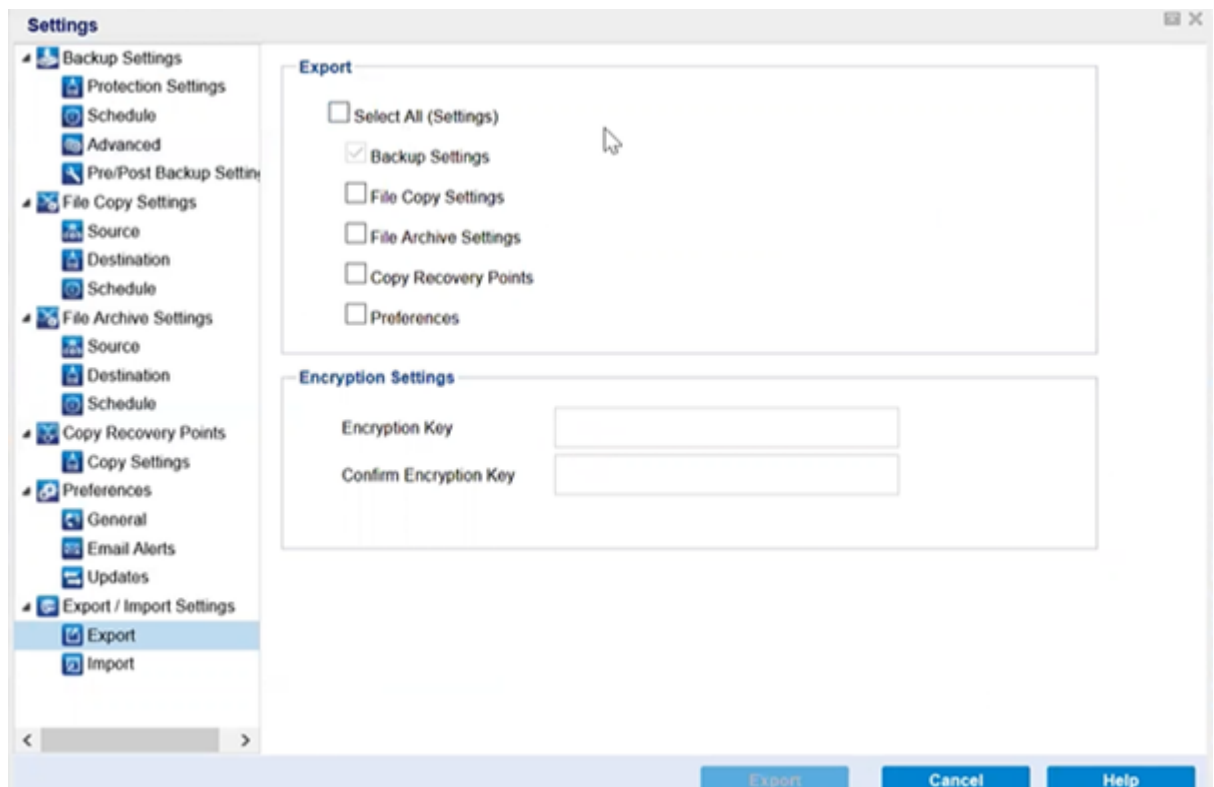 Settings
Backup Settings
Protection Settings
Schedule
Advanced
Pre/Post Backup Setting
File Copy Settings
Source
Destination
Schedule
File Archive Settings
Source
Destination
Schedule
Copy Recovery Points
Copy Settings
Preferences
General
Email Alerts
Updates
Export / Import Settings
Export
Import
Export
Select All (Settings)
Backup Settings
File Copy Settings
File Archive Settings
Copy Recovery Points
Preferences
Encryption Settings
Encryption Key
Confirm Encryption Key
Export Cancel Help